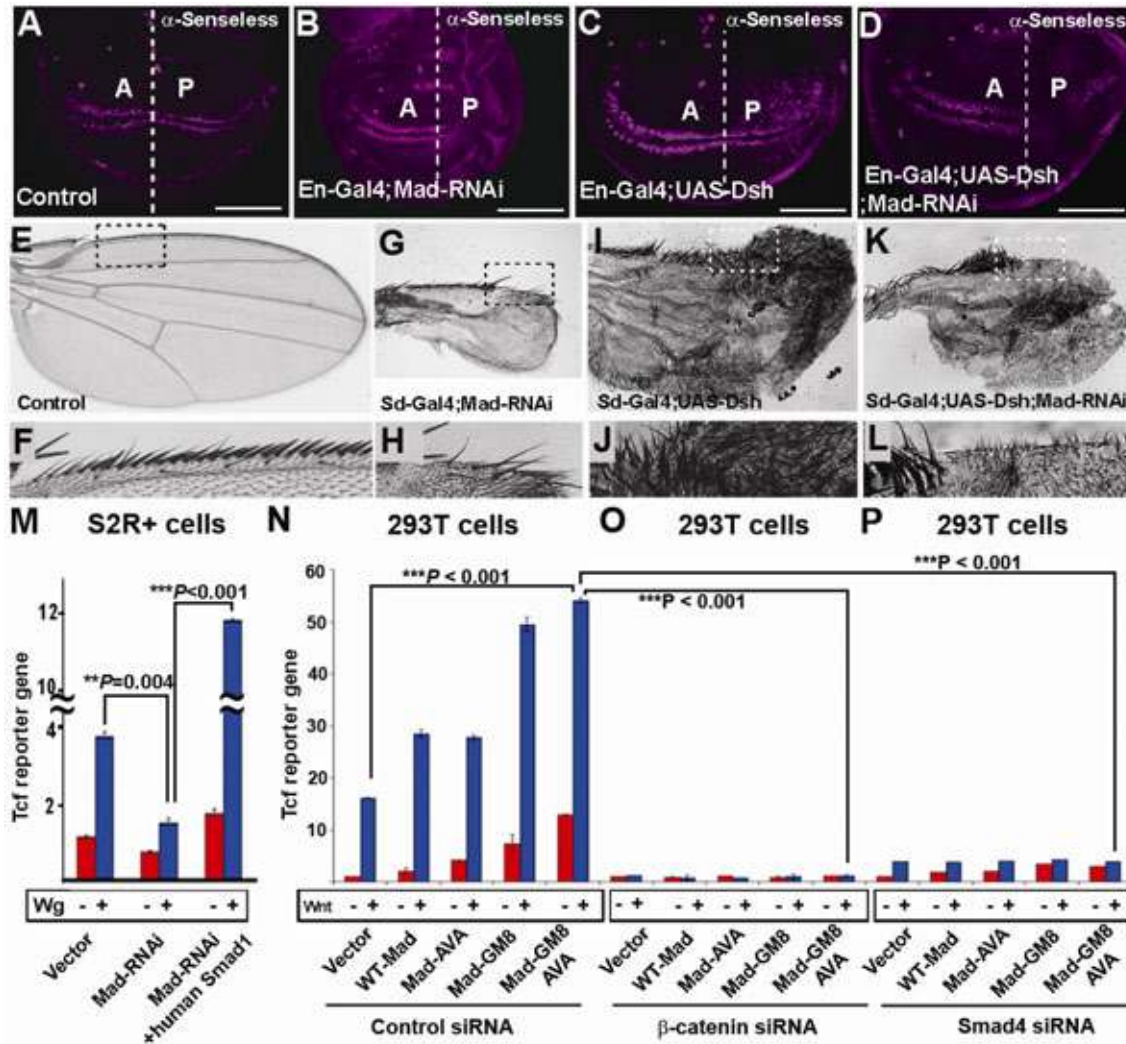 A α-Senseless
A P
Control
B α-Senseless
A P
En-Gal4;Mad-RNAi
C α-Senseless
A P
En-Gal4;UAS-Dsh
D α-Senseless
A P
En-Gal4;UAS-Dsh
;Mad-RNAi
E
Control
G
Sd-Gal4;Mad-RNAi
I
Sd-Gal4;UAS-Dsh
K
Sd-Gal4;UAS-Dsh;Mad-RNAi
F
H
J
L
M S2R+ cells
Tcf reporter gene
12
10
4
2
***P<0.001
**P=0.004
Wg - + - + - +
Vector
Mad-RNAi
Mad-RNAi
+human Smad1
N 293T cells
O 293T cells
P 293T cells
Tcf reporter gene
60
50
40
30
20
10
***P < 0.001
***P < 0.001
***P < 0.001
Wnt - + - + - + - + - +
- + - + - + - + - +
- + - + - + - + - +
Vector
WT-Mad
Mad-AVA
Mad-GM8
Mad-GM8
AVA
Control siRNA
Vector
WT-Mad
Mad-AVA
Mad-GM8
Mad-GM8
AVA
β-catenin siRNA
Vector
WT-Mad
Mad-AVA
Mad-GM8
Mad-GM8
AVA
Smad4 siRNA